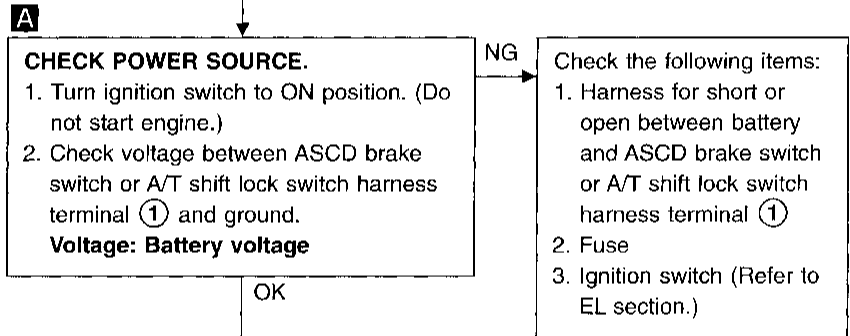 A
CHECK POWER SOURCE.
1. Turn ignition switch to ON position. (Do
not start engine.)
2. Check voltage between ASCD brake
switch or A/T shift lock switch harness
terminal ① and ground.
Voltage: Battery voltage
OK
NG
Check the following items:
1. Harness for short or
open between battery
and ASCD brake switch
or A/T shift lock switch
harness terminal ①
2. Fuse
3. Ignition switch (Refer to
EL section.)